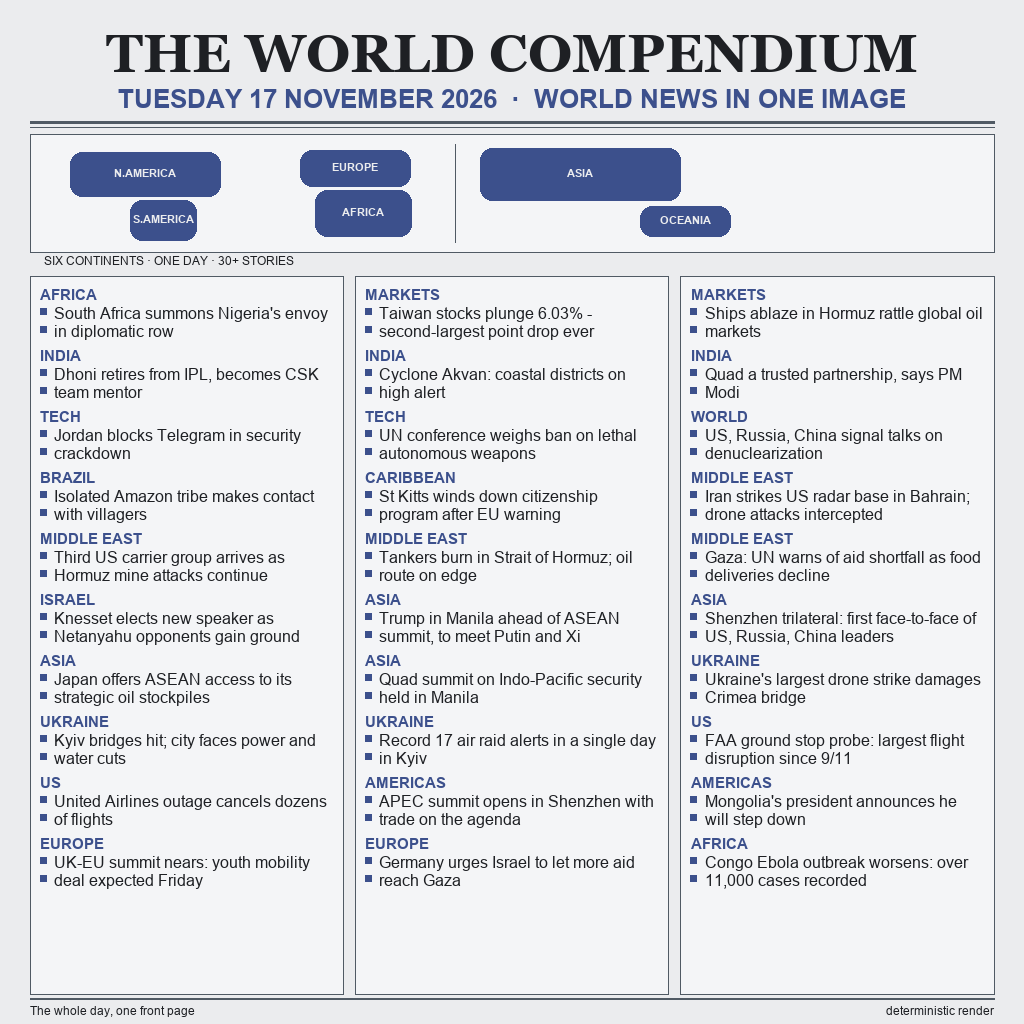 THE WORLD COMPENDIUM
TUESDAY 17 NOVEMBER 2026 · WORLD NEWS IN ONE IMAGE
N.AMERICA
S.AMERICA
EUROPE
AFRICA
ASIA
OCEANIA
SIX CONTINENTS · ONE DAY · 30+ STORIES
AFRICA
South Africa summons Nigeria's envoy
in diplomatic row
INDIA
Dhoni retires from IPL, becomes CSK
team mentor
TECH
Jordan blocks Telegram in security
crackdown
BRAZIL
Isolated Amazon tribe makes contact
with villagers
MIDDLE EAST
Third US carrier group arrives as
Hormuz mine attacks continue
ISRAEL
Knesset elects new speaker as
Netanyahu opponents gain ground
ASIA
Japan offers ASEAN access to its
strategic oil stockpiles
UKRAINE
Kyiv bridges hit; city faces power and
water cuts
US
United Airlines outage cancels dozens
of flights
EUROPE
UK-EU summit nears: youth mobility
deal expected Friday
MARKETS
Taiwan stocks plunge 6.03% -
second-largest point drop ever
INDIA
Cyclone Akvan: coastal districts on
high alert
TECH
UN conference weighs ban on lethal
autonomous weapons
CARIBBEAN
St Kitts winds down citizenship
program after EU warning
MIDDLE EAST
Tankers burn in Strait of Hormuz; oil
route on edge
ASIA
Trump in Manila ahead of ASEAN
summit, to meet Putin and Xi
ASIA
Quad summit on Indo-Pacific security
held in Manila
UKRAINE
Record 17 air raid alerts in a single day
in Kyiv
AMERICAS
APEC summit opens in Shenzhen with
trade on the agenda
EUROPE
Germany urges Israel to let more aid
reach Gaza
MARKETS
Ships ablaze in Hormuz rattle global oil
markets
INDIA
Quad a trusted partnership, says PM
Modi
WORLD
US, Russia, China signal talks on
denuclearization
MIDDLE EAST
Iran strikes US radar base in Bahrain;
drone attacks intercepted
MIDDLE EAST
Gaza: UN warns of aid shortfall as food
deliveries decline
ASIA
Shenzhen trilateral: first face-to-face of
US, Russia, China leaders
UKRAINE
Ukraine's largest drone strike damages
Crimea bridge
US
FAA ground stop probe: largest flight
disruption since 9/11
AMERICAS
Mongolia's president announces he
will step down
AFRICA
Congo Ebola outbreak worsens: over
11,000 cases recorded
The whole day, one front page
deterministic render